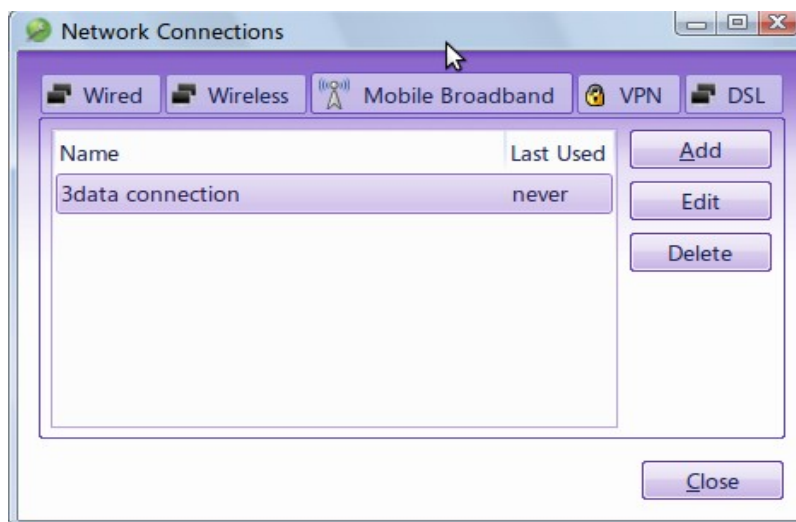 Network Connections
Wired Wireless Mobile Broadband VPN DSL
Name Last Used Add
3data connection never Edit
Delete
Close